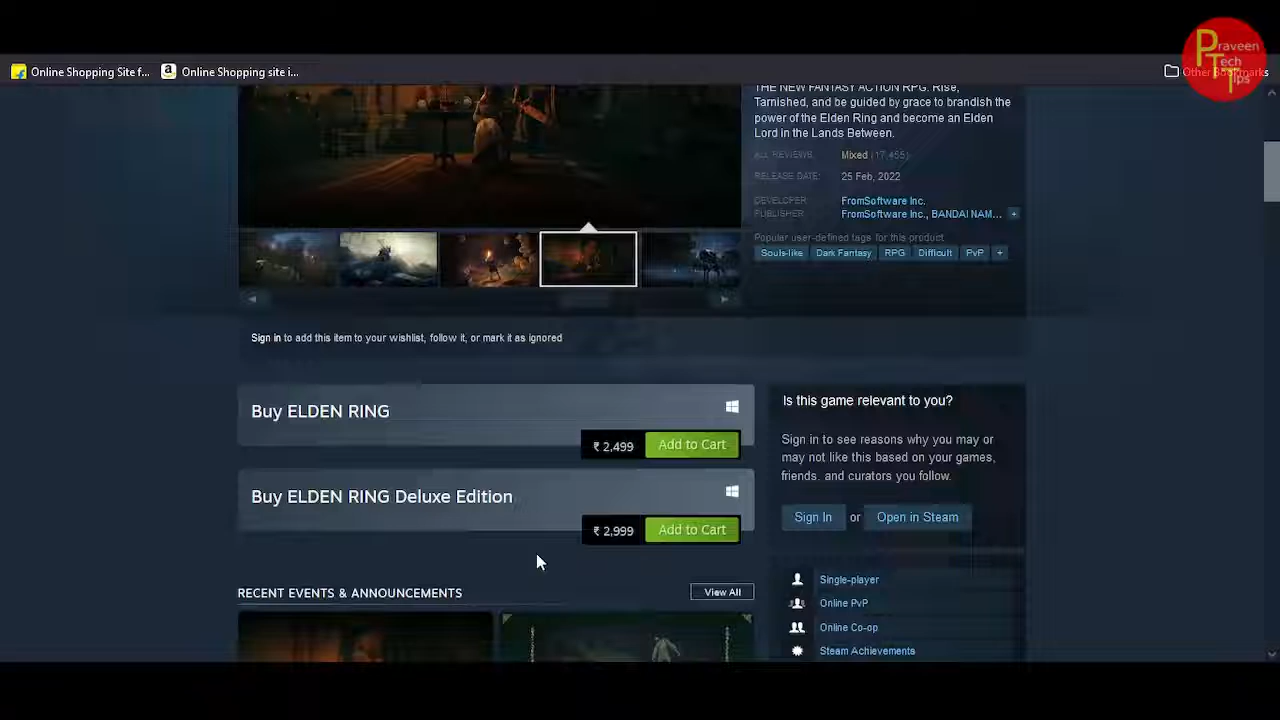 Praveen
Tech
Tips
Online Shopping Site f...
Online Shopping site i...
Other Bookmarks
THE NEW FANTASY ACTION RPG. Rise,
Tarnished, and be guided by grace to brandish the
power of the Elden Ring and become an Elden
Lord in the Lands Between.
ALL REVIEWS: Mixed (17,455)
RELEASE DATE: 25 Feb, 2022
DEVELOPER: FromSoftware Inc.
PUBLISHER: FromSoftware Inc., BANDAI NAM... +
Popular user-defined tags for this product:
Souls-like Dark Fantasy RPG Difficult PvP +
Sign in to add this item to your wishlist, follow it, or mark it as ignored
Buy ELDEN RING
₹ 2,499 Add to Cart
Buy ELDEN RING Deluxe Edition
₹ 2,999 Add to Cart
RECENT EVENTS & ANNOUNCEMENTS View All
Is this game relevant to you?
Sign in to see reasons why you may or
may not like this based on your games,
friends, and curators you follow.
Sign In or Open in Steam
Single-player
Online PvP
Online Co-op
Steam Achievements